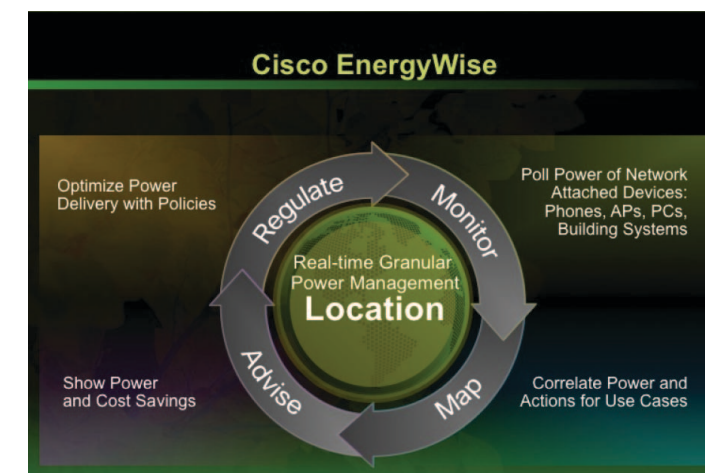 Cisco EnergyWise
Optimize Power
Delivery with Policies
Regulate
Monitor
Poll Power of Network
Attached Devices:
Phones, APs, PCs,
Building Systems
Real-time Granular
Power Management
Location
Show Power
and Cost Savings
Advise
Map
Correlate Power and
Actions for Use Cases